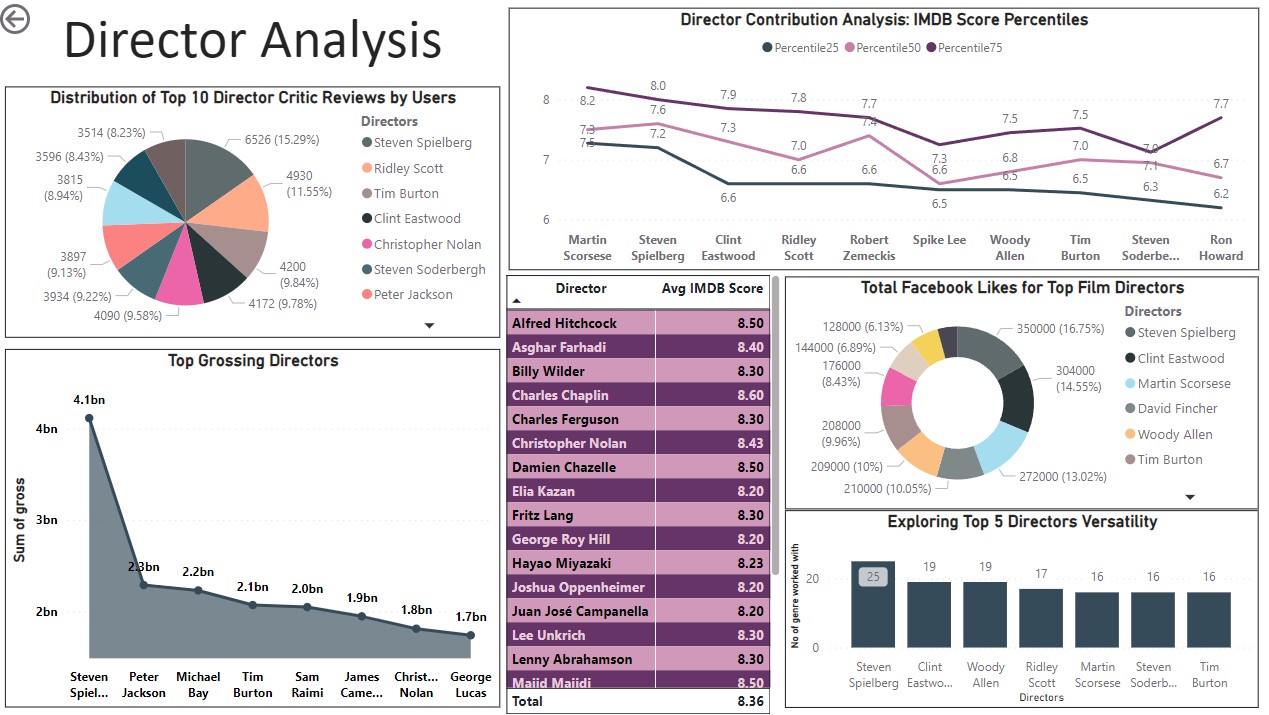 Director Analysis
Distribution of Top 10 Director Critic Reviews by Users
3514 (8.23%)
6526 (15.29%)
3596 (8.43%)
4930
(11.55%)
3815
(8.94%)
4200
(9.84%)
3897
(9.13%)
4172 (9.78%)
3934 (9.22%)
4090 (9.58%)
Directors
Steven Spielberg
Ridley Scott
Tim Burton
Clint Eastwood
Christopher Nolan
Steven Soderbergh
Peter Jackson
Top Grossing Directors
Sum of gross
4bn
3bn
2bn
4.1bn
2.3bn
2.2bn
2.1bn
2.0bn
1.9bn
1.8bn
1.7bn
Steven
Spiel...
Peter
Jackson
Michael
Bay
Tim
Burton
Sam
Raimi
James
Came...
Christ...
Nolan
George
Lucas
Director Contribution Analysis: IMDB Score Percentiles
Percentile25 Percentile50 Percentile75
8
7
6
8.2
8.0
7.9
7.8
7.7
7.3
7.5
7.5
7.0
7.7
7.3
7.6
7.3
7.0
7.4
6.6
6.8
7.0
7.1
6.7
7.5
7.2
6.6
6.6
6.6
6.5
6.5
6.5
6.3
6.2
Martin
Scorsese
Steven
Spielberg
Clint
Eastwood
Ridley
Scott
Robert
Zemeckis
Spike Lee
Woody
Allen
Tim
Burton
Steven
Soderbe...
Ron
Howard
Director Avg IMDB Score
Alfred Hitchcock 8.50
Asghar Farhadi 8.40
Billy Wilder 8.30
Charles Chaplin 8.60
Charles Ferguson 8.30
Christopher Nolan 8.43
Damien Chazelle 8.50
Elia Kazan 8.20
Fritz Lang 8.30
George Roy Hill 8.20
Hayao Miyazaki 8.23
Joshua Oppenheimer 8.20
Juan José Campanella 8.20
Lee Unkrich 8.30
Lenny Abrahamson 8.30
Majid Majidi 8.50
Total 8.36
Total Facebook Likes for Top Film Directors
128000 (6.13%)
350000 (16.75%)
144000 (6.89%)
176000
(8.43%)
304000
(14.55%)
208000
(9.96%)
209000 (10%)
272000 (13.02%)
210000 (10.05%)
Directors
Steven Spielberg
Clint Eastwood
Martin Scorsese
David Fincher
Woody Allen
Tim Burton
Exploring Top 5 Directors Versatility
No of genre worked with
20
0
25
19
19
17
16
16
16
Steven
Spielberg
Clint
Eastwo...
Woody
Allen
Ridley
Scott
Martin
Scorsese
Steven
Soderb...
Tim
Burton
Directors